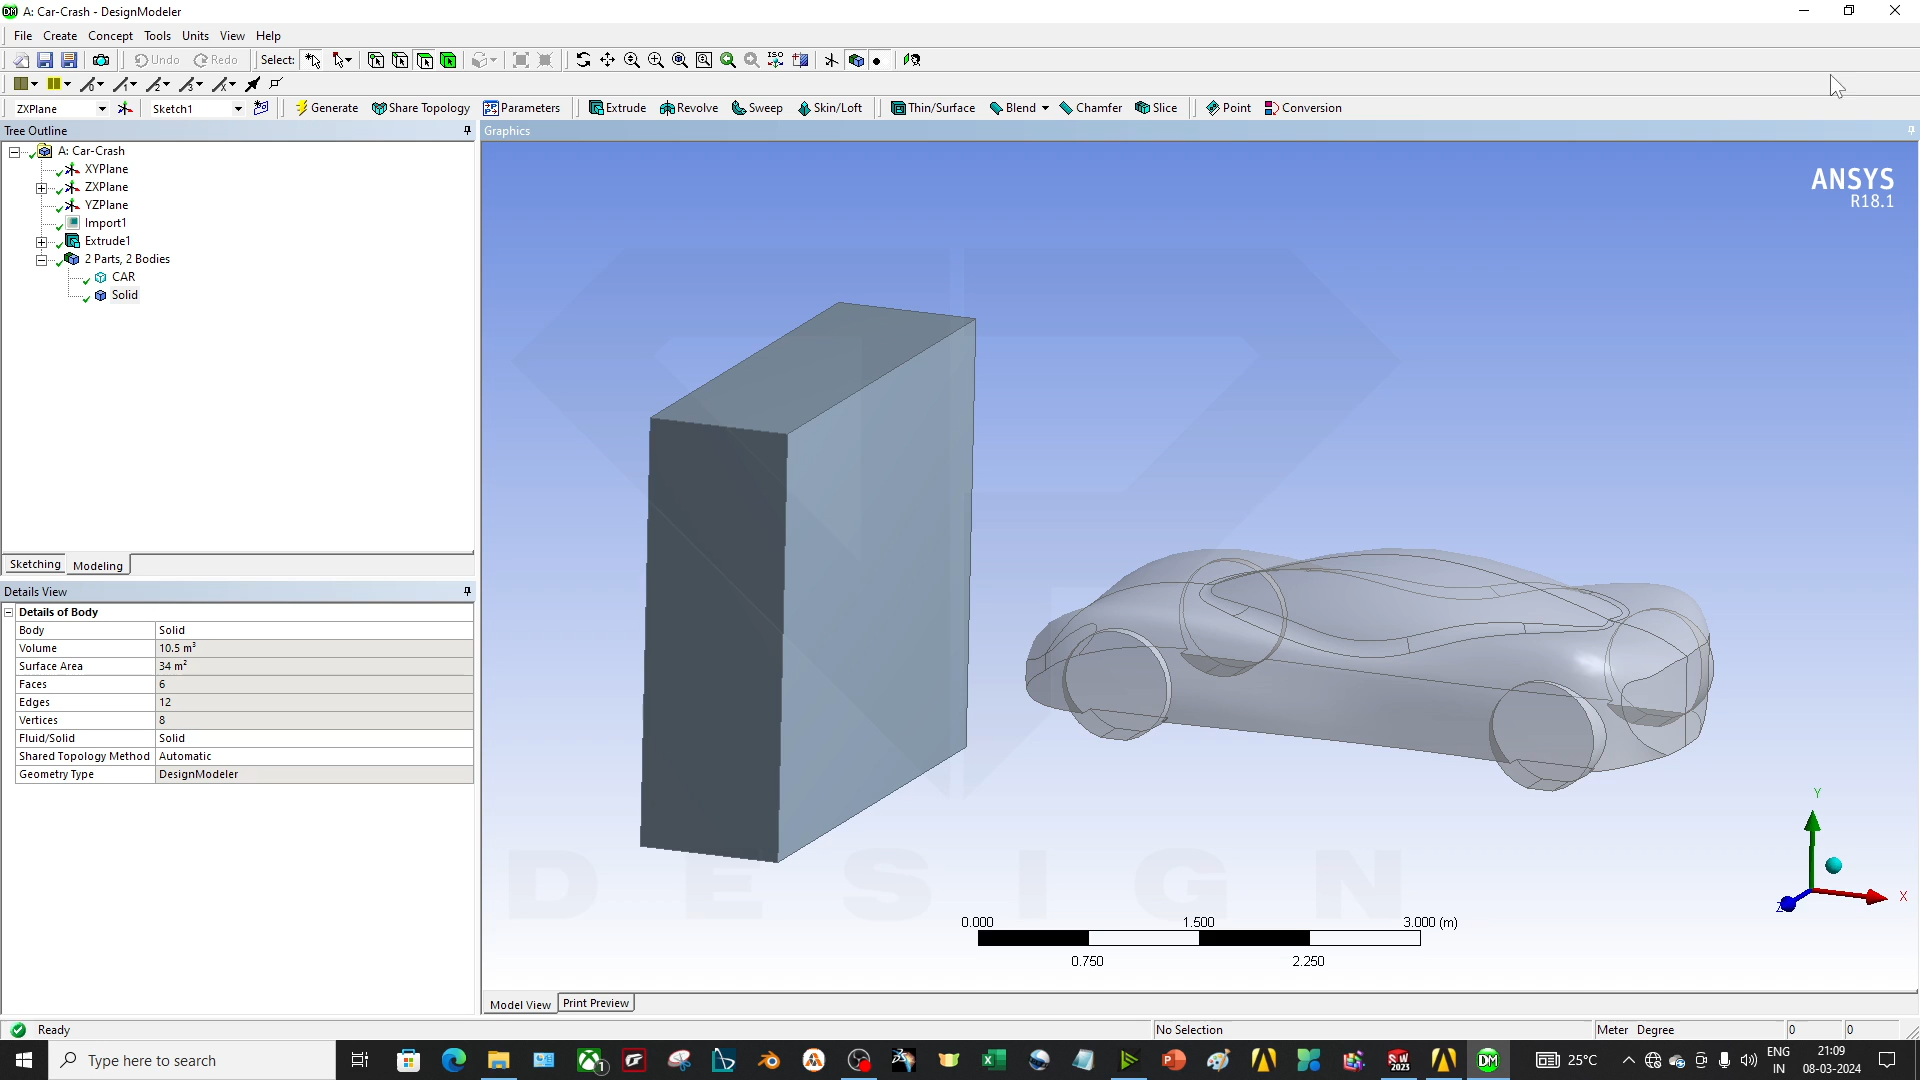 A: Car-Crash - DesignModeler
File Create Concept Tools Units View Help
Undo Redo Select: ISO
ZXPlane Sketch1 Generate Share Topology Parameters Extrude Revolve Sweep Skin/Loft Thin/Surface Blend Chamfer Slice Point Conversion
Tree Outline
Graphics
A: Car-Crash
XYPlane
ZXPlane
YZPlane
Import1
Extrude1
2 Parts, 2 Bodies
CAR
Solid
ANSYS
R18.1
Sketching Modeling
Details View
Details of Body
Body Solid
Volume 10.5 m³
Surface Area 34 m²
Faces 6
Edges 12
Vertices 8
Fluid/Solid Solid
Shared Topology Method Automatic
Geometry Type DesignModeler
DESIGN
0.000 1.500 3.000 (m)
0.750 2.250
Y
X
Z
Model View Print Preview
Ready
No Selection
Meter Degree 0 0
Type here to search
25°C
ENG
IN
21:09
08-03-2024